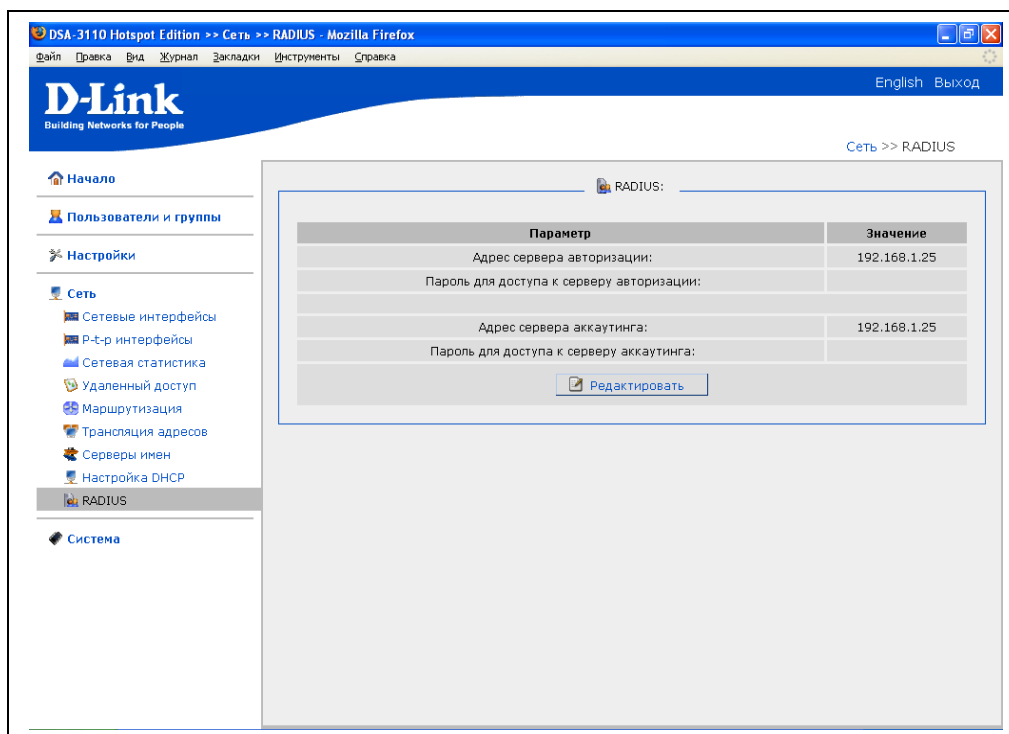 DSA-3110 Hotspot Edition >> Сеть >> RADIUS - Mozilla Firefox
Файл Правка Вид Журнал Закладки Инструменты Справка
English Выход
D-Link
Building Networks for People
Сеть >> RADIUS
Начало
Пользователи и группы
Настройки
Сеть
Сетевые интерфейсы
P-t-p интерфейсы
Сетевая статистика
Удаленный доступ
Маршрутизация
Трансляция адресов
Серверы имен
Настройка DHCP
RADIUS
Система
RADIUS:
Параметр Значение
Адрес сервера авторизации: 192.168.1.25
Пароль для доступа к серверу авторизации:
Адрес сервера аккаутинга: 192.168.1.25
Пароль для доступа к серверу аккаутинга:
Редактировать